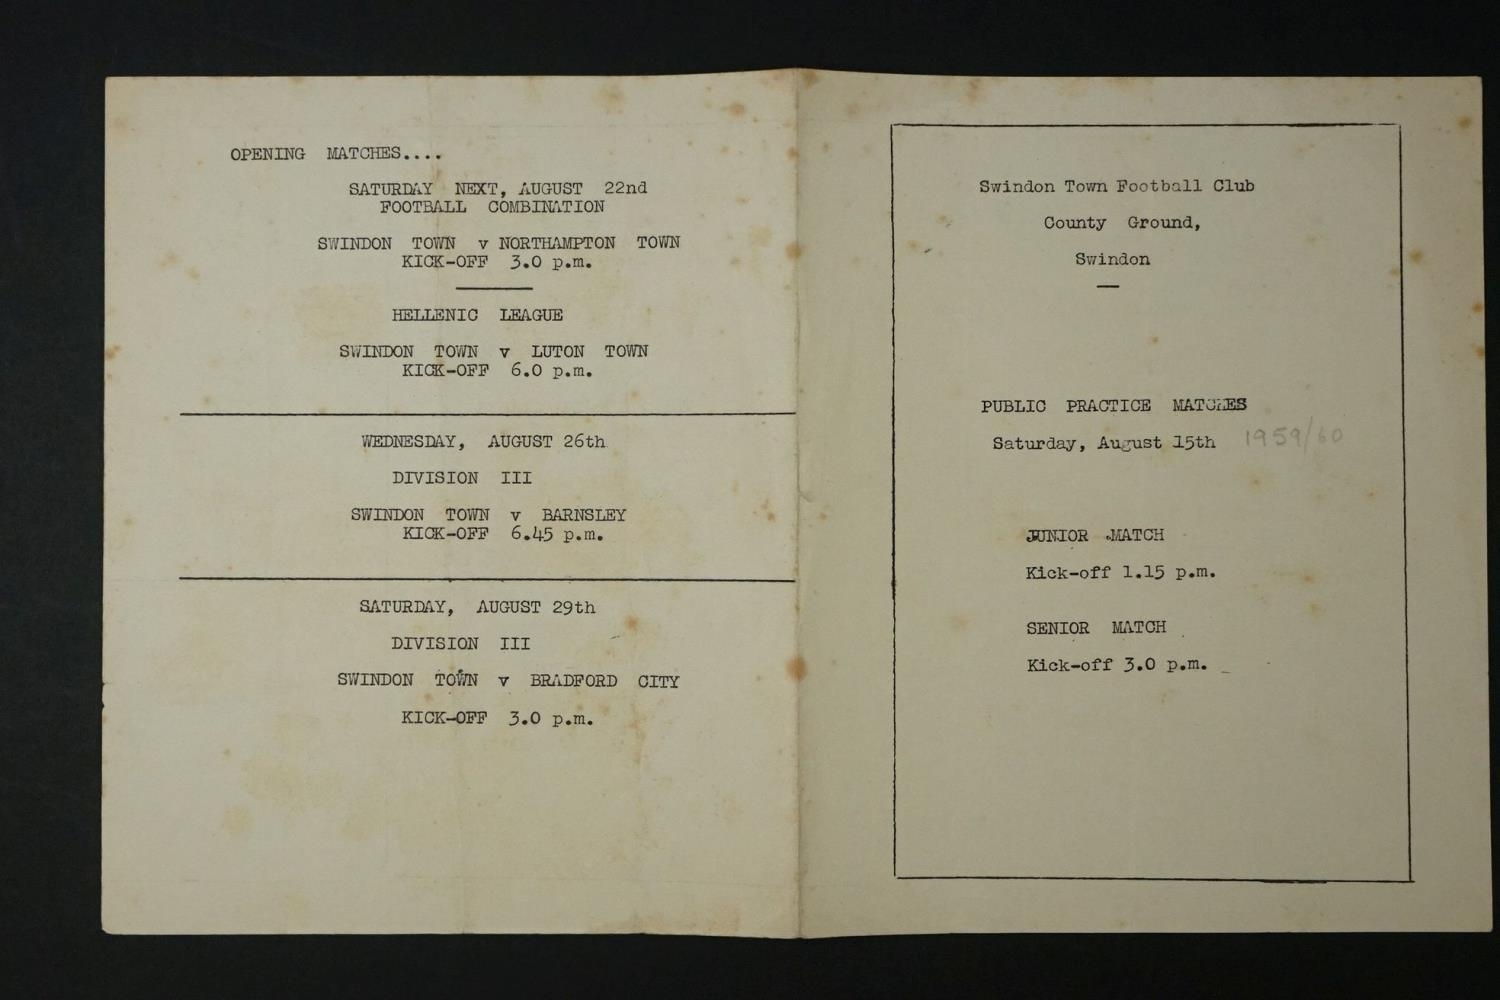 OPENING MATCHES....
SATURDAY NEXT, AUGUST 22nd
FOOTBALL COMBINATION
SWINDON TOWN v NORTHAMPTON TOWN
KICK-OFF 3.0 p.m.
HELLENIC LEAGUE
SWINDON TOWN v LUTON TOWN
KICK-OFF 6.0 p.m.
WEDNESDAY, AUGUST 26th
DIVISION III
SWINDON TOWN v BARNSLEY
KICK-OFF 6.45 p.m.
SATURDAY, AUGUST 29th
DIVISION III
SWINDON TOWN v BRADFORD CITY
KICK-OFF 3.0 p.m.
Swindon Town Football Club
County Ground,
Swindon
PUBLIC PRACTICE MATCHES
Saturday, August 15th 1959/60
JUNIOR MATCH
Kick-off 1.15 p.m.
SENIOR MATCH
Kick-off 3.0 p.m.